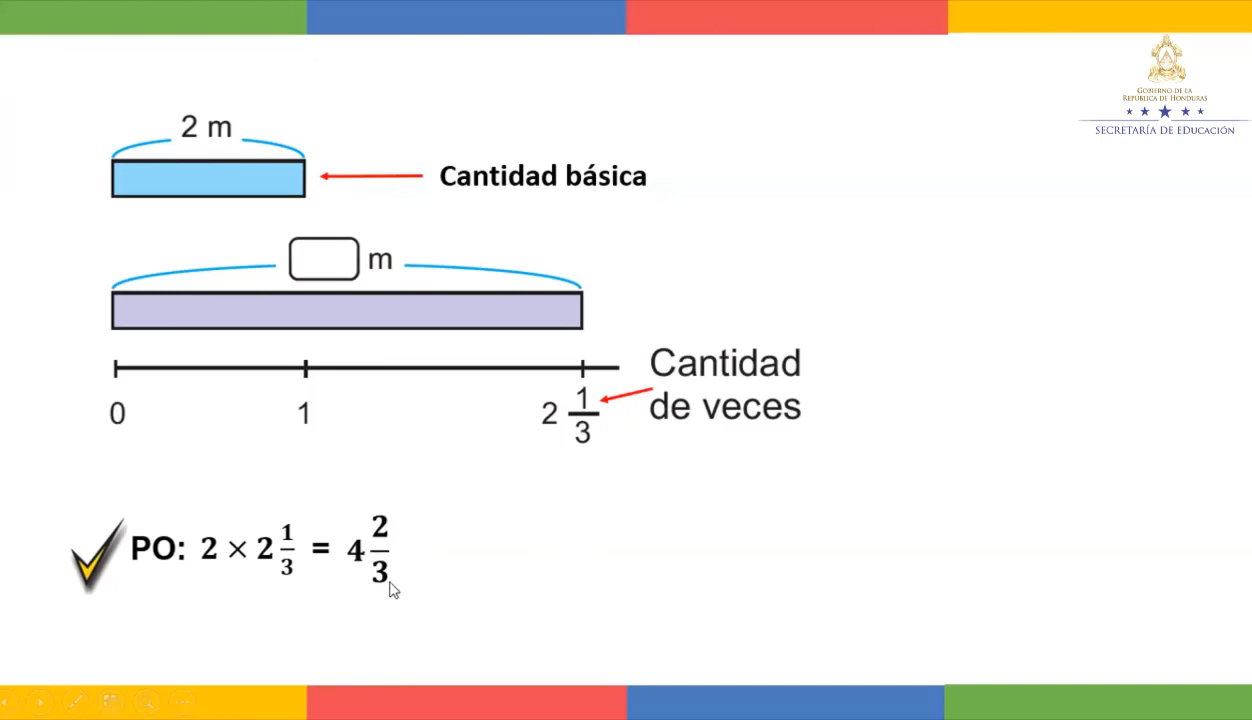 GOBIERNO DE LA
REPÚBLICA DE HONDURAS
SECRETARÍA DE EDUCACIÓN
2 m
Cantidad básica
m
0 1 2 1/3
Cantidad
de veces
PO: 2 × 2 1/3 = 4 2/3